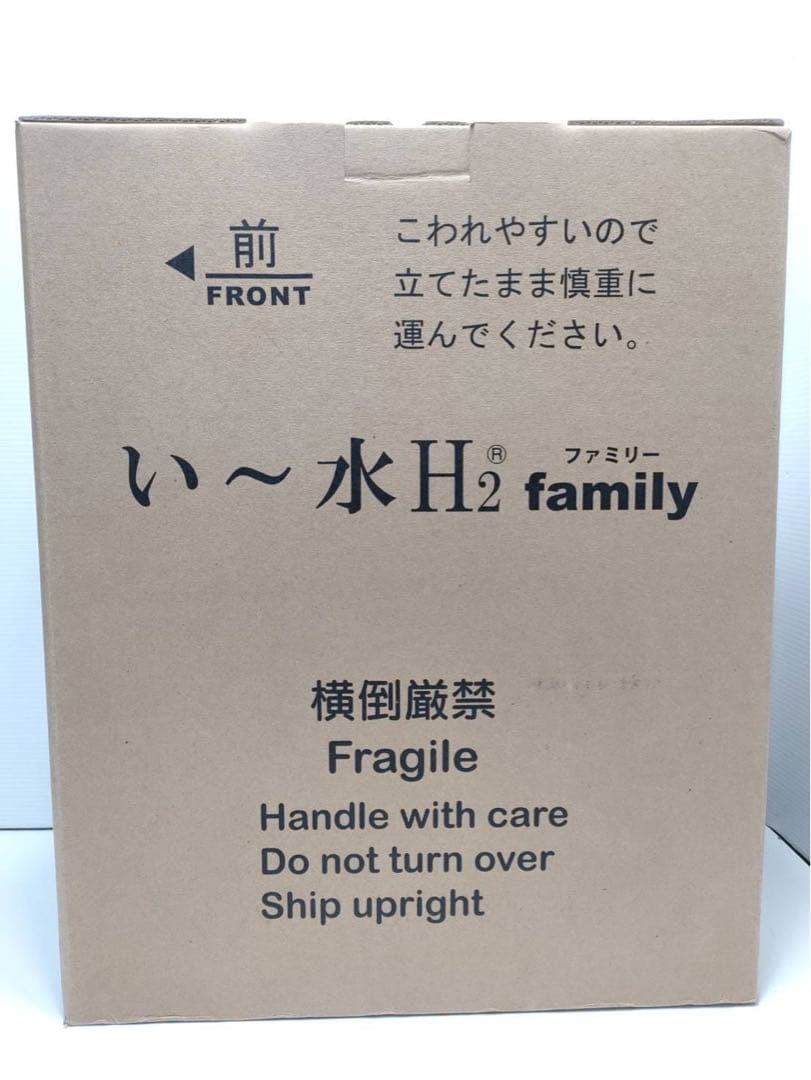 前
FRONT
こわれやすいので
立てたまま慎重に
運んでください。
ファミリー
い〜水H₂® family
横倒厳禁
Fragile
Handle with care
Do not turn over
Ship upright